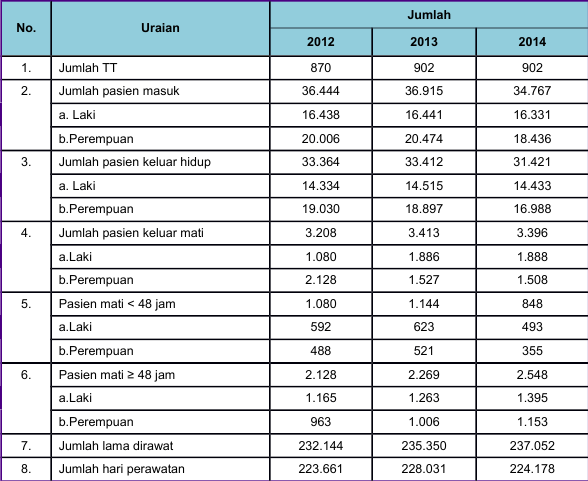 No. Uraian Jumlah
2012 2013 2014
1. Jumlah TT 870 902 902
2. Jumlah pasien masuk 36.444 36.915 34.767
a. Laki 16.438 16.441 16.331
b.Perempuan 20.006 20.474 18.436
3. Jumlah pasien keluar hidup 33.364 33.412 31.421
a. Laki 14.334 14.515 14.433
b.Perempuan 19.030 18.897 16.988
4. Jumlah pasien keluar mati 3.208 3.413 3.396
a.Laki 1.080 1.886 1.888
b.Perempuan 2.128 1.527 1.508
5. Pasien mati < 48 jam 1.080 1.144 848
a.Laki 592 623 493
b.Perempuan 488 521 355
6. Pasien mati ≥ 48 jam 2.128 2.269 2.548
a.Laki 1.165 1.263 1.395
b.Perempuan 963 1.006 1.153
7. Jumlah lama dirawat 232.144 235.350 237.052
8. Jumlah hari perawatan 223.661 228.031 224.178